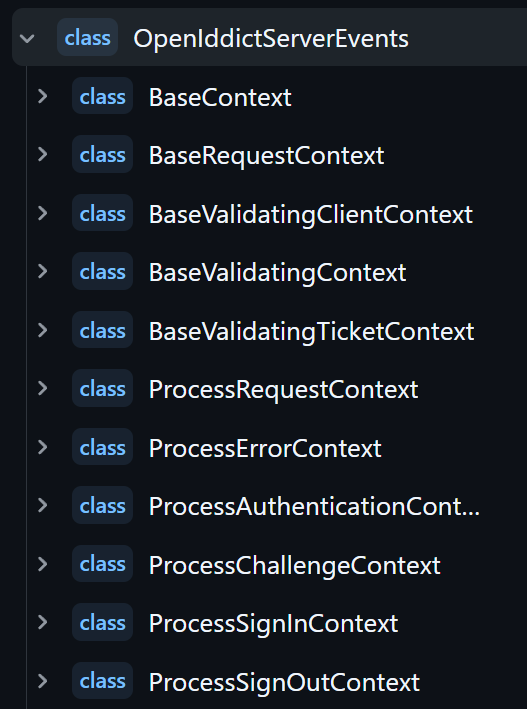 class OpenIddictServerEvents
class BaseContext
class BaseRequestContext
class BaseValidatingClientContext
class BaseValidatingContext
class BaseValidatingTicketContext
class ProcessRequestContext
class ProcessErrorContext
class ProcessAuthenticationCont...
class ProcessChallengeContext
class ProcessSignInContext
class ProcessSignOutContext